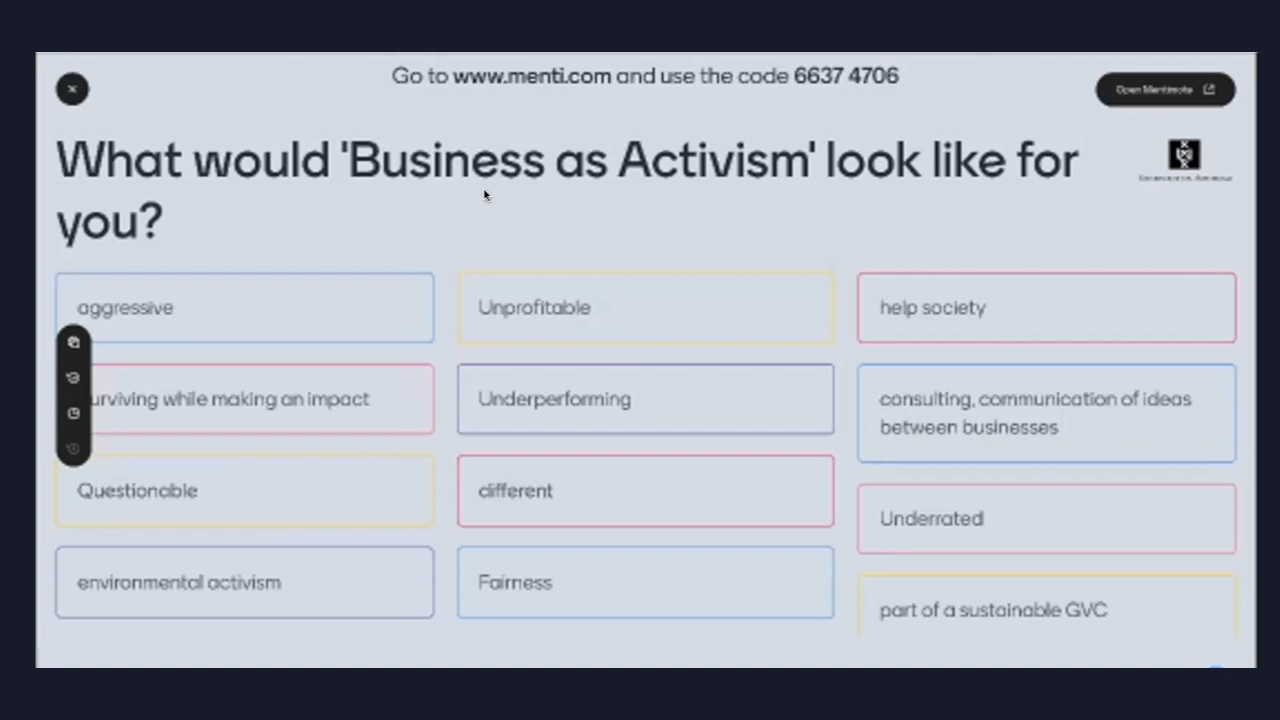 Go to www.menti.com and use the code 6637 4706
Open Mentimote
What would 'Business as Activism' look like for
you?
aggressive
Unprofitable
help society
urviving while making an impact
Underperforming
consulting, communication of ideas
between businesses
Questionable
different
Underrated
environmental activism
Fairness
part of a sustainable GVC